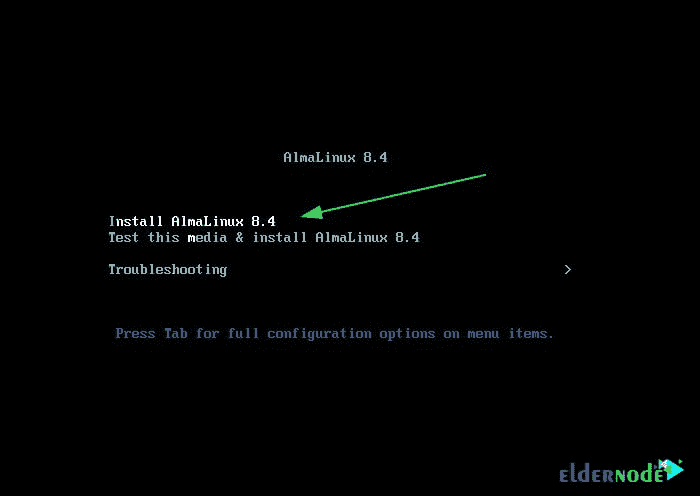 AlmaLinux 8.4
Install AlmaLinux 8.4
Test this media & install AlmaLinux 8.4
Troubleshooting >
Press Tab for full configuration options on menu items.
ELDERNODE